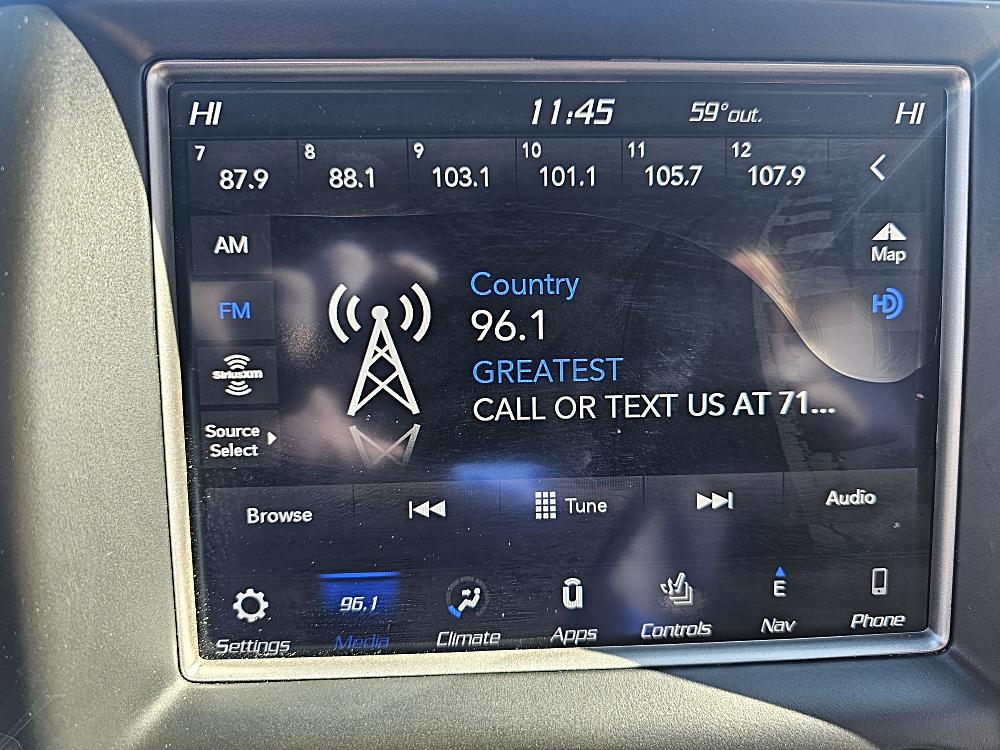 HI 11:45 59° out. HI
7 8 9 10 11 12
87.9 88.1 103.1 101.1 105.7 107.9
AM
FM
SiriusXM
Source
Select
Country
96.1
GREATEST
CALL OR TEXT US AT 71...
Map
HD
Browse Tune Audio
96.1 E
Settings Media Climate Apps Controls Nav Phone